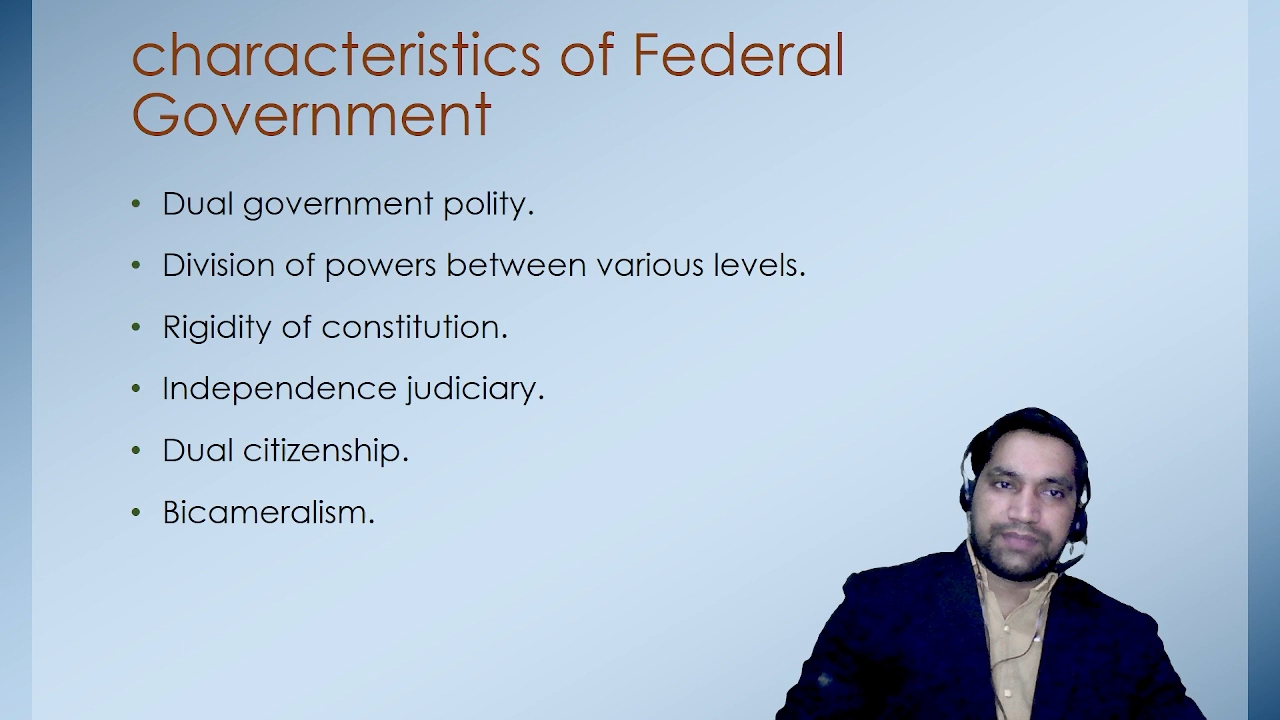 characteristics of Federal
Government
• Dual government polity.
• Division of powers between various levels.
• Rigidity of constitution.
• Independence judiciary.
• Dual citizenship.
• Bicameralism.